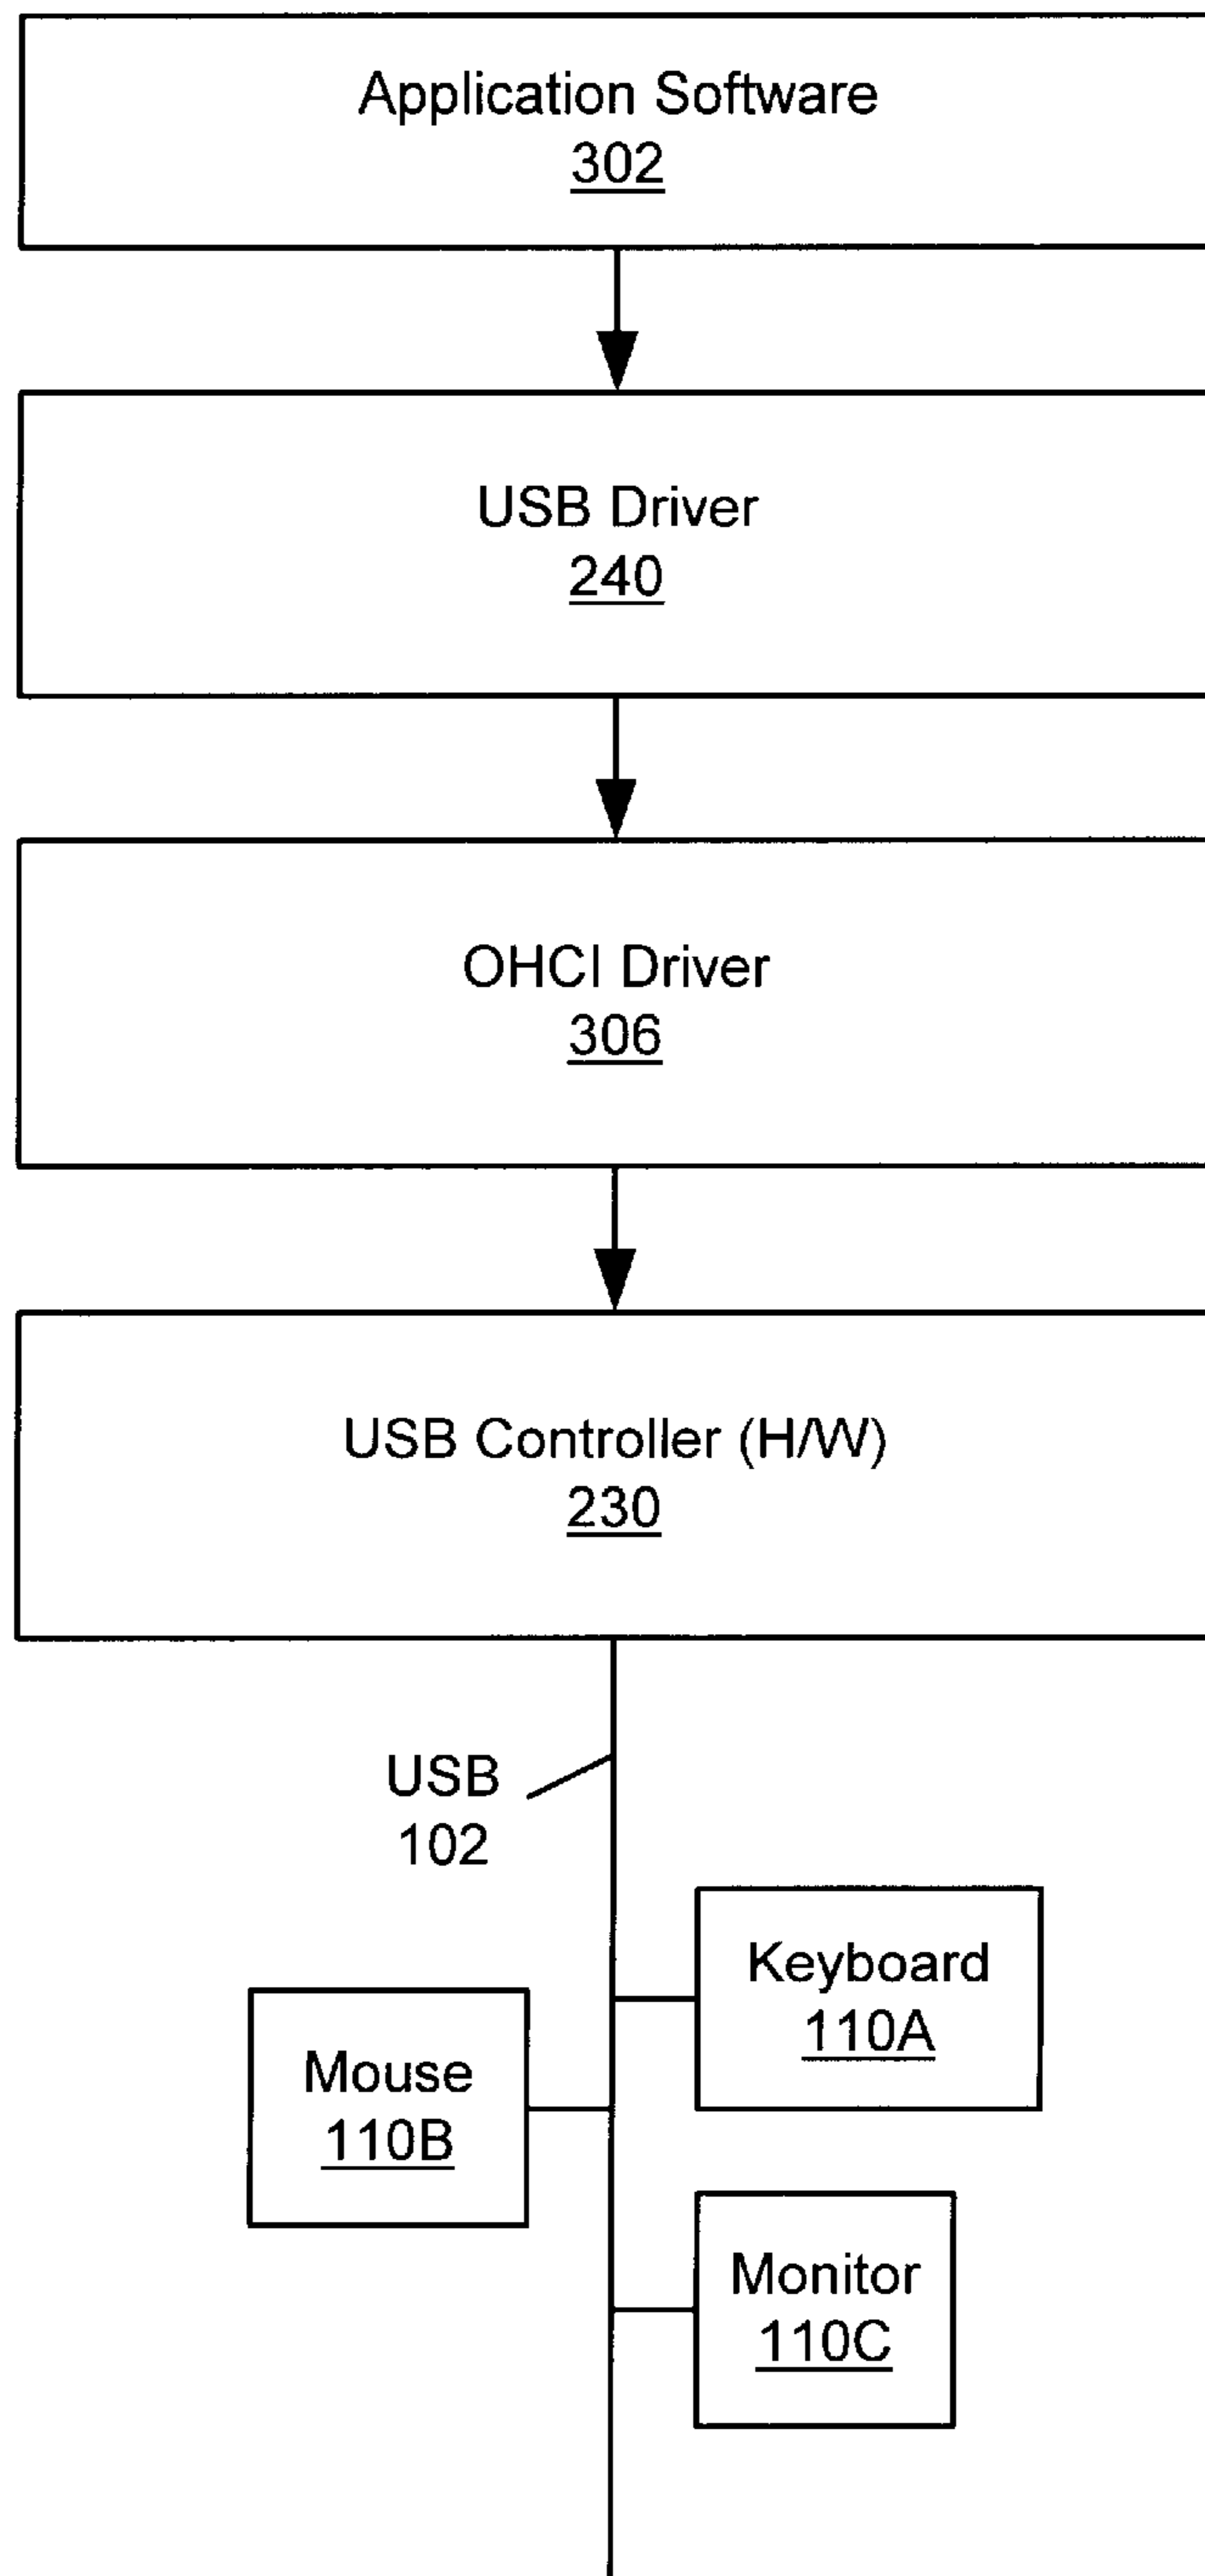 Application Software
302
USB Driver
240
OHCI Driver
306
USB Controller (H/W)
230
USB
102
Keyboard
110A
Mouse
110B
Monitor
110C